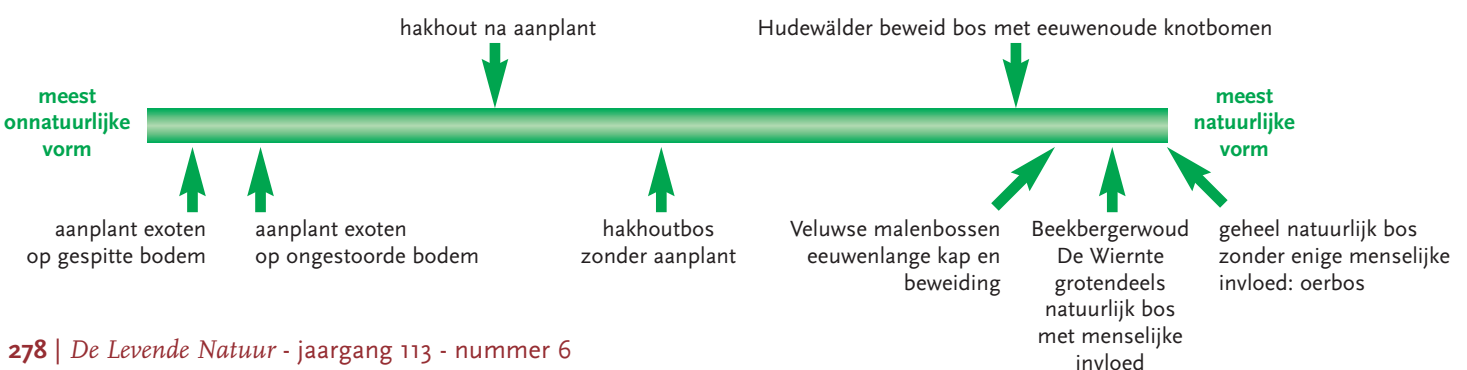 hakhout na aanplant
Hudewälder beweid bos met eeuwenoude knotbomen
meest
onnatuurlijke
vorm
meest
natuurlijke
vorm
aanplant exoten
op gespitte bodem
aanplant exoten
op ongestoorde bodem
hakhoutbos
zonder aanplant
Veluwse malenbossen
eeuwenlange kap en
beweiding
Beekbergerwoud
De Wiernte
grotendeels
natuurlijk bos
met menselijke
invloed
geheel natuurlijk bos
zonder enige menselijke
invloed: oerbos
278 | De Levende Natuur - jaargang 113 - nummer 6